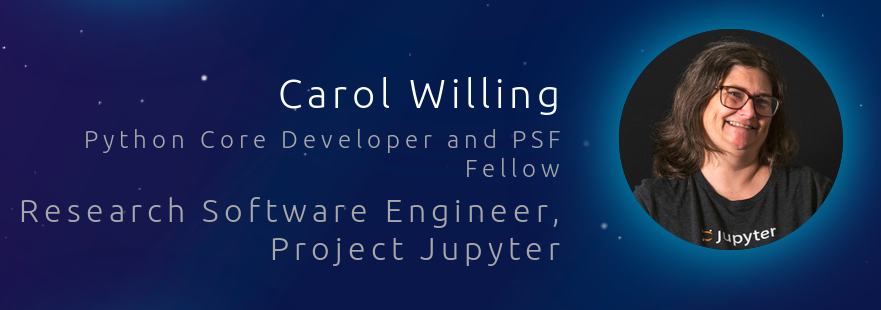 Carol Willing
Python Core Developer and PSF
Fellow
Research Software Engineer,
Project Jupyter
Jupyter